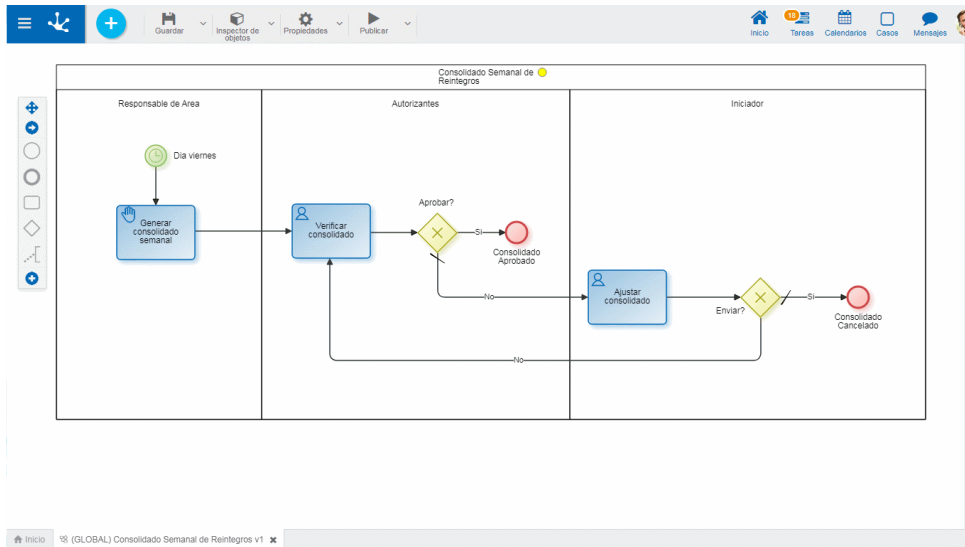 Guardar
Inspector de
objetos
Propiedades
Publicar
Inicio
18
Tareas
Calendarios
Casos
Mensajes
Consolidado Semanal de
Reintegros
Responsable de Area
Autorizantes
Iniciador
Dia viernes
Generar
consolidado
semanal
Verificar
consolidado
Aprobar?
Si
Consolidado
Aprobado
No
Ajustar
consolidado
Enviar?
Si
Consolidado
Cancelado
No
Inicio
(GLOBAL) Consolidado Semanal de Reintegros v1